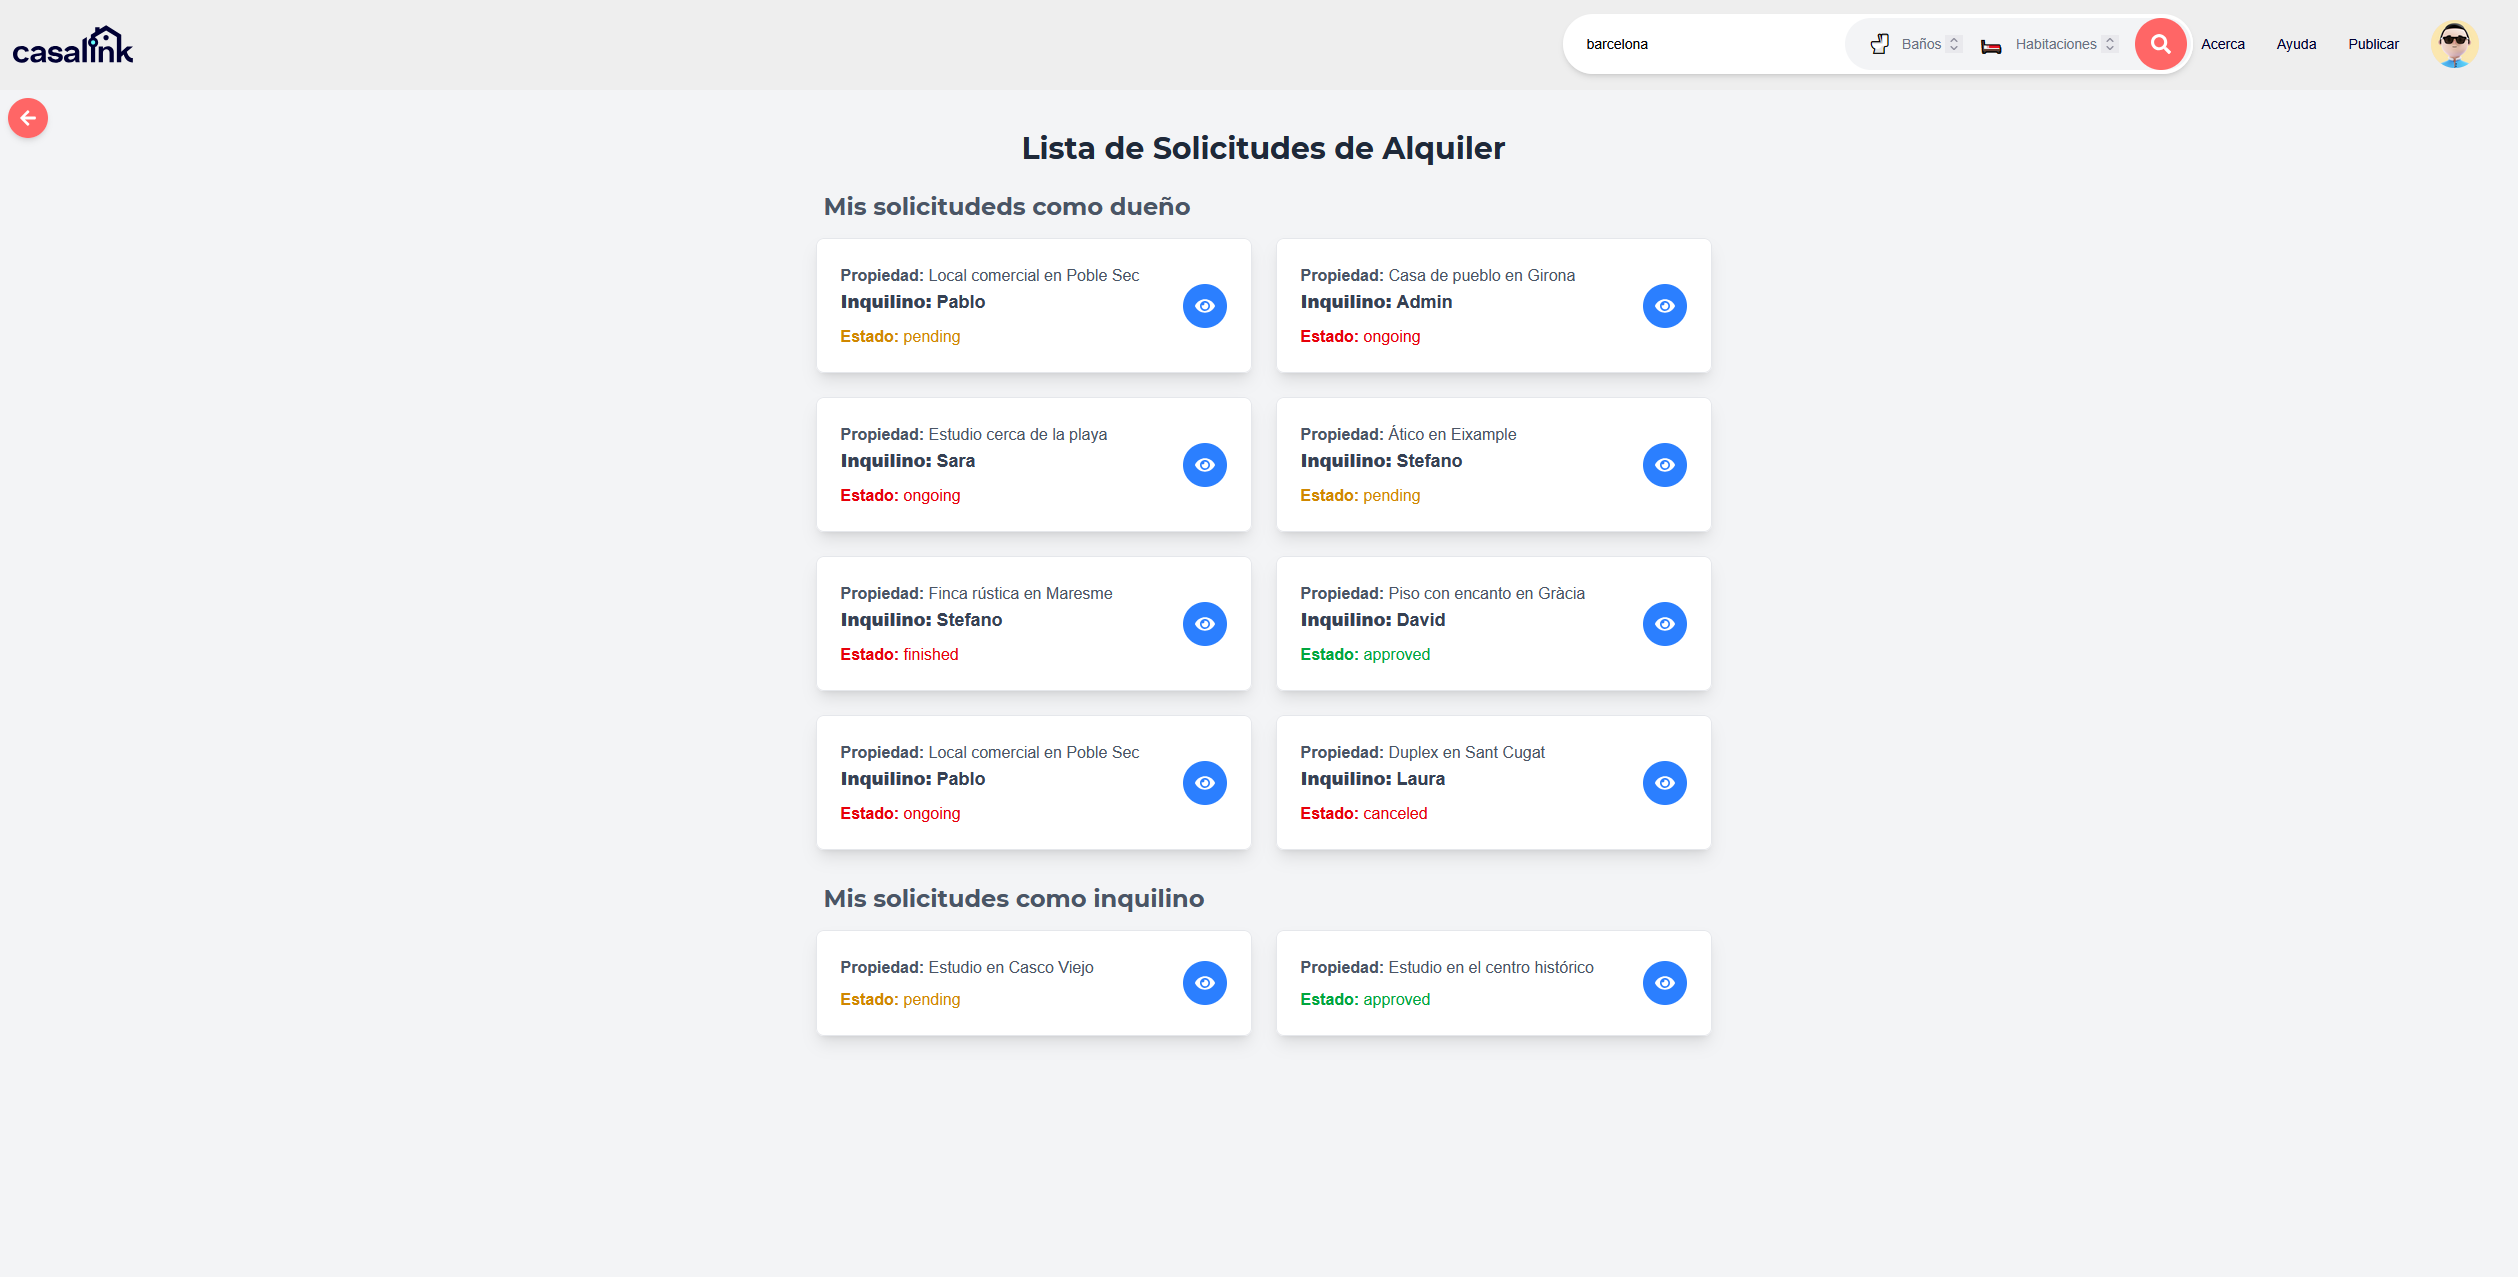 casalink
barcelona
Baños
Habitaciones
Acerca
Ayuda
Publicar
Lista de Solicitudes de Alquiler
Mis solicitudeds como dueño
Propiedad: Local comercial en Poble Sec
Inquilino: Pablo
Estado: pending
Propiedad: Casa de pueblo en Girona
Inquilino: Admin
Estado: ongoing
Propiedad: Estudio cerca de la playa
Inquilino: Sara
Estado: ongoing
Propiedad: Ático en Eixample
Inquilino: Stefano
Estado: pending
Propiedad: Finca rústica en Maresme
Inquilino: Stefano
Estado: finished
Propiedad: Piso con encanto en Gràcia
Inquilino: David
Estado: approved
Propiedad: Local comercial en Poble Sec
Inquilino: Pablo
Estado: ongoing
Propiedad: Duplex en Sant Cugat
Inquilino: Laura
Estado: canceled
Mis solicitudes como inquilino
Propiedad: Estudio en Casco Viejo
Estado: pending
Propiedad: Estudio en el centro histórico
Estado: approved